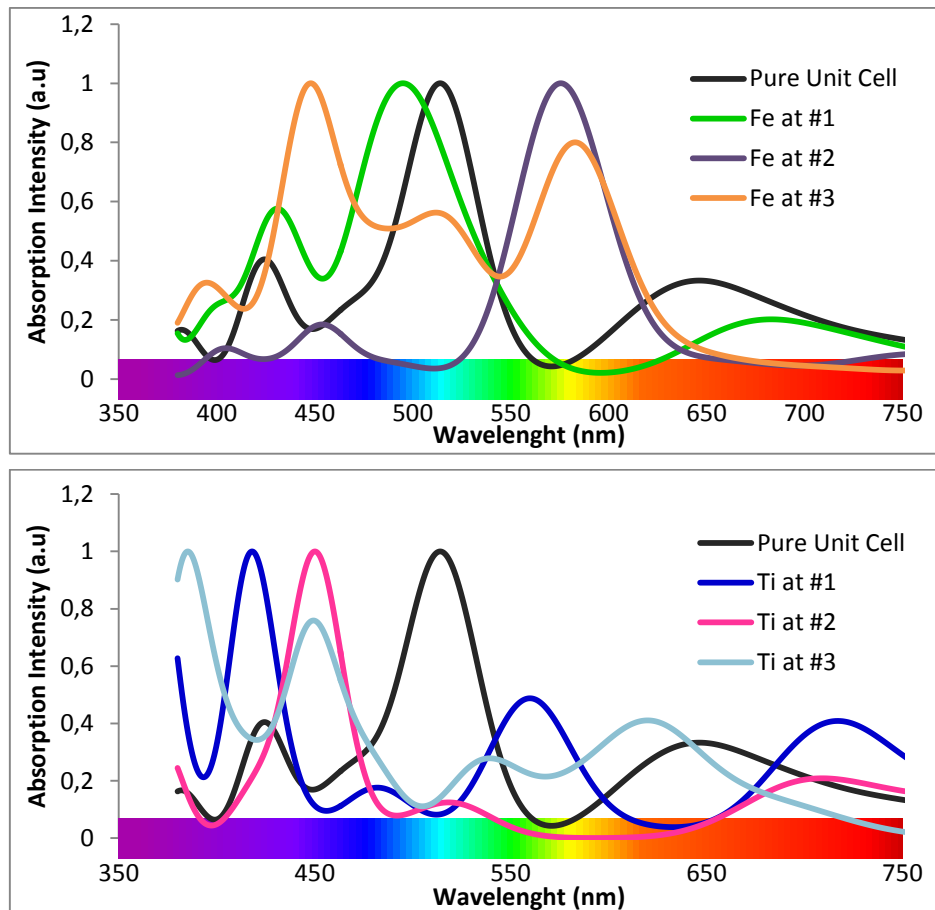 1,2
1
0,8
0,6
0,4
0,2
0
Absorption Intensity (a.u)
Pure Unit Cell
Fe at #1
Fe at #2
Fe at #3
350 400 450 500 550 600 650 700 750
Wavelenght (nm)
1,2
1
0,8
0,6
0,4
0,2
0
Absorption Intensity (a.u)
Pure Unit Cell
Ti at #1
Ti at #2
Ti at #3
350 450 550 650 750
Wavelenght (nm)